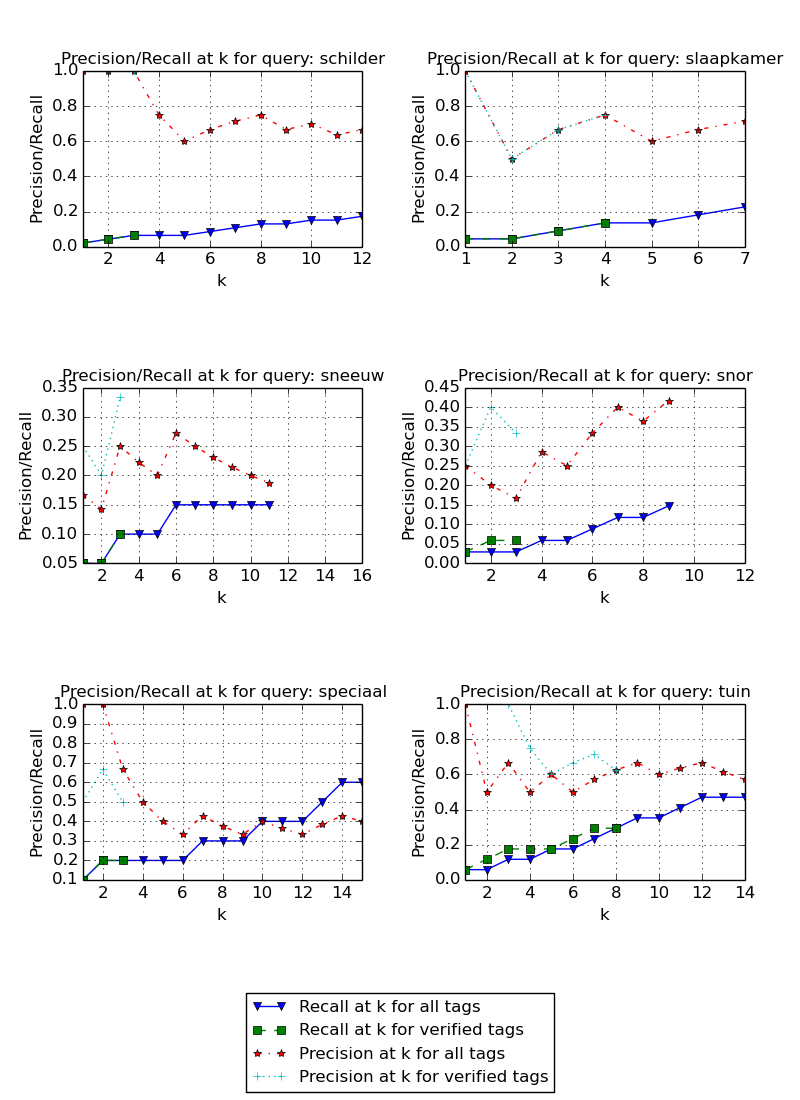 Precision/Recall at k for query: schilder
Precision/Recall
1.0
0.8
0.6
0.4
0.2
0.0
2 4 6 8 10 12
k
Precision/Recall at k for query: slaapkamer
Precision/Recall
1.0
0.8
0.6
0.4
0.2
0.0
1 2 3 4 5 6 7
k
Precision/Recall at k for query: sneeuw
Precision/Recall
0.35
0.30
0.25
0.20
0.15
0.10
0.05
2 4 6 8 10 12 14 16
k
Precision/Recall at k for query: snor
Precision/Recall
0.45
0.40
0.35
0.30
0.25
0.20
0.15
0.10
0.05
0.00
2 4 6 8 10 12
k
Precision/Recall at k for query: speciaal
Precision/Recall
1.0
0.9
0.8
0.7
0.6
0.5
0.4
0.3
0.2
0.1
2 4 6 8 10 12 14
k
Precision/Recall at k for query: tuin
Precision/Recall
1.0
0.8
0.6
0.4
0.2
0.0
2 4 6 8 10 12 14
k
Recall at k for all tags
Recall at k for verified tags
Precision at k for all tags
Precision at k for verified tags